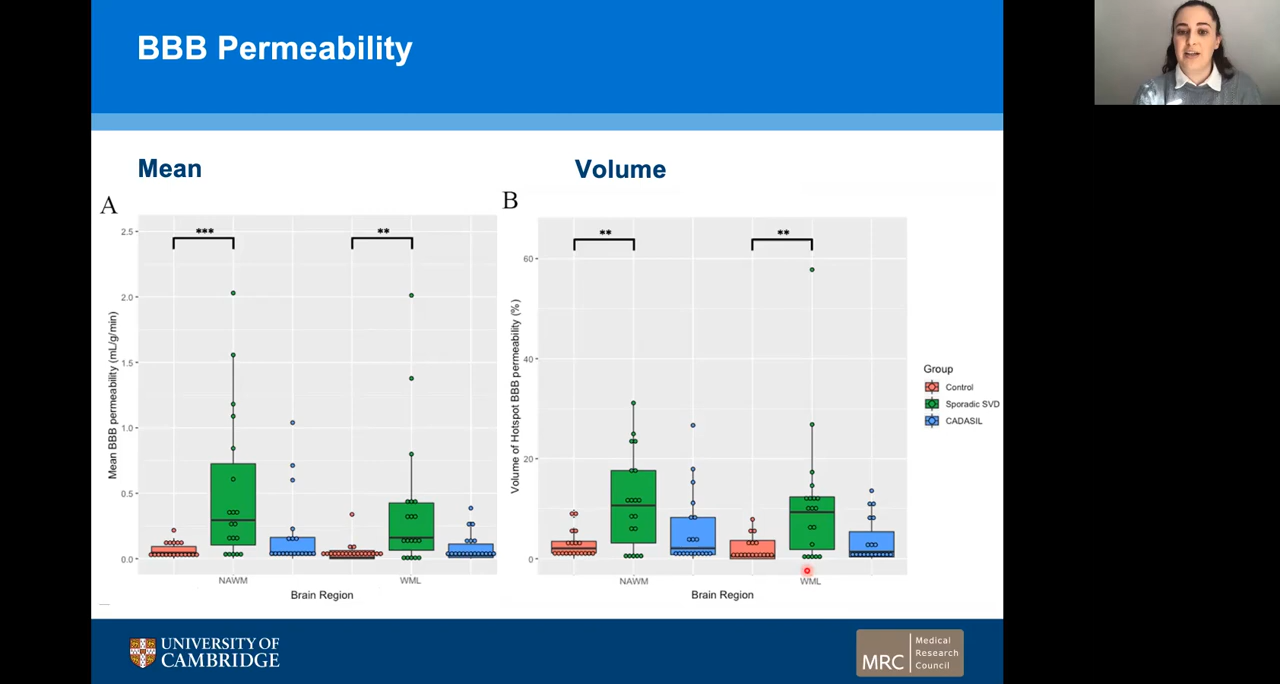 BBB Permeability
Mean
Volume
A
B
***
**
**
**
Mean BBB permeability (mL/g/min)
2.5
2.0
1.5
1.0
0.5
0.0
NAWM
WML
Brain Region
Volume of Hotspot BBB permeability (%)
60
40
20
0
NAWM
WML
Brain Region
Group
Control
Sporadic SVD
CADASIL
UNIVERSITY OF
CAMBRIDGE
MRC
Medical
Research
Council